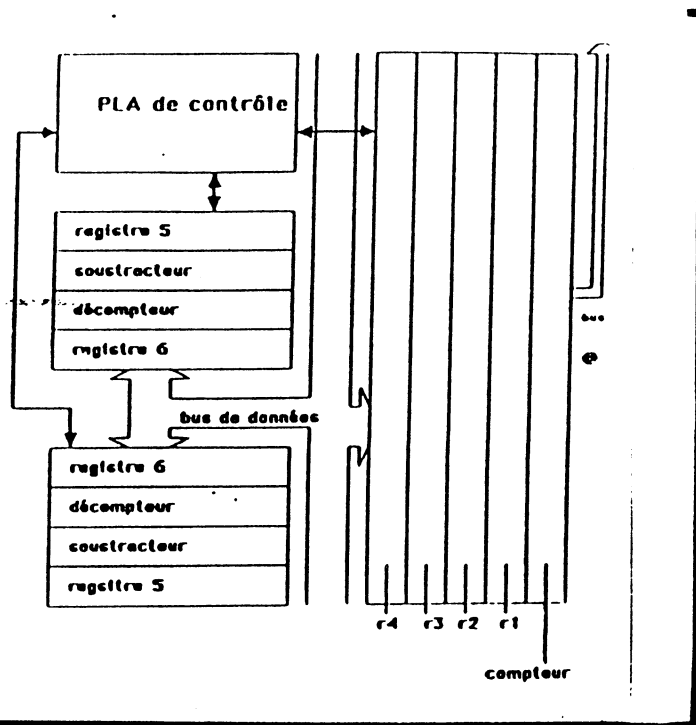 PLA de contrôle
registre 5
soustracteur
décompteur
registre 6
bus de données
registre 6
décompteur
soustracteur
regsitre 5
bus
@
r4 r3 r2 r1
compteur